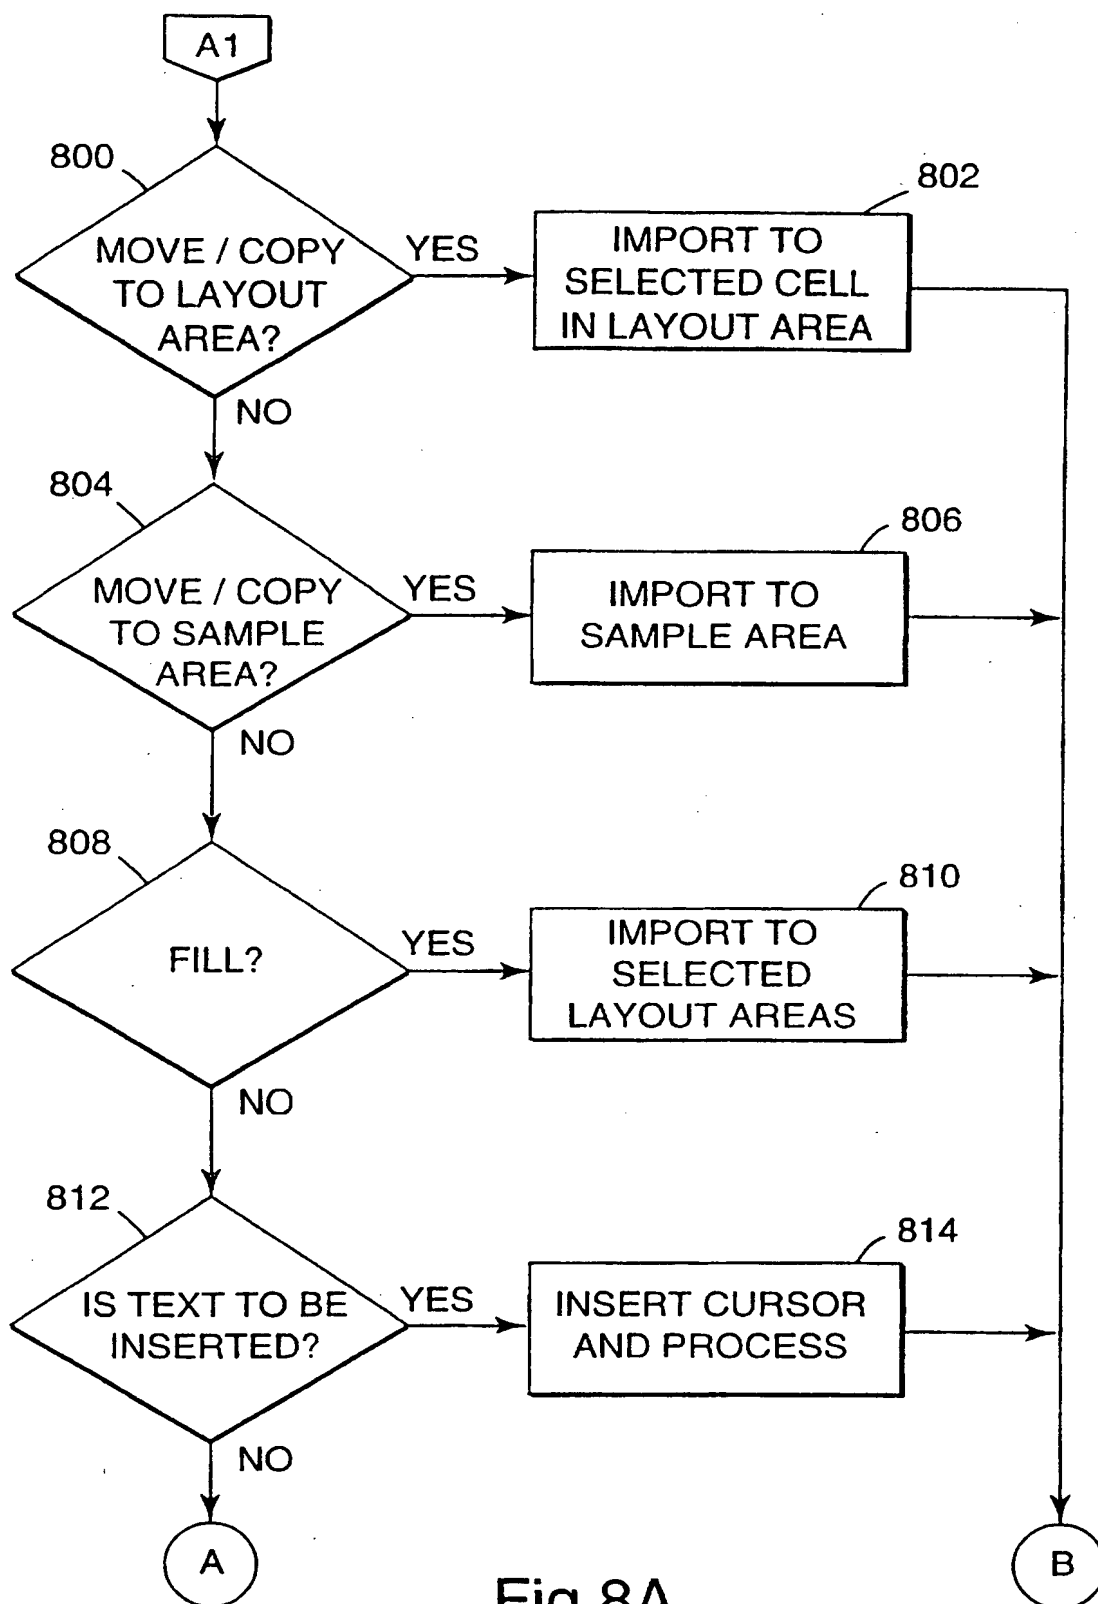 A1
800
MOVE / COPY
TO LAYOUT
AREA?
YES
NO
802
IMPORT TO
SELECTED CELL
IN LAYOUT AREA
804
MOVE / COPY
TO SAMPLE
AREA?
YES
NO
806
IMPORT TO
SAMPLE AREA
808
FILL?
YES
NO
810
IMPORT TO
SELECTED
LAYOUT AREAS
812
IS TEXT TO BE
INSERTED?
YES
NO
814
INSERT CURSOR
AND PROCESS
A
B
Fig 8A